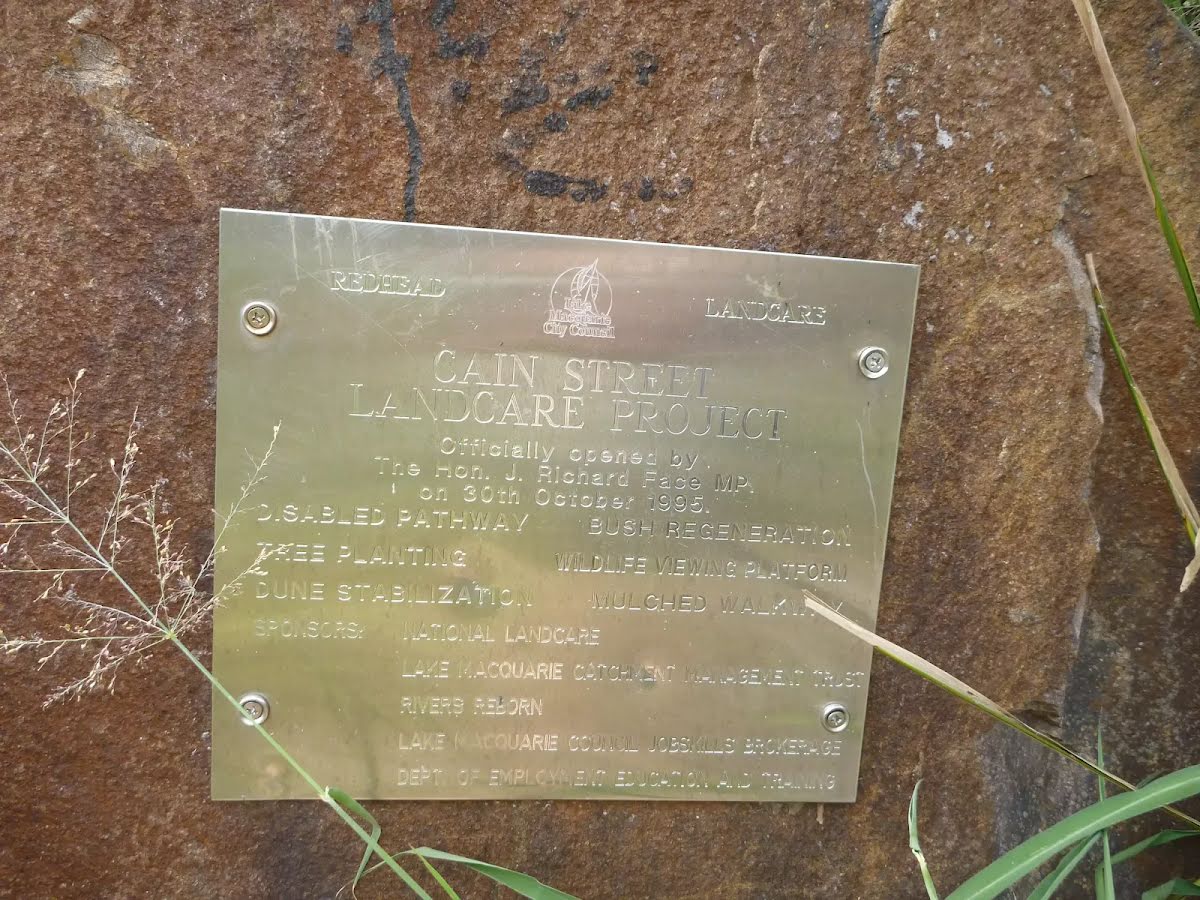 REDHEAD
Lake
Macquarie
City Council
LANDCARE
CAIN STREET
LANDCARE PROJECT
Officially opened by
The Hon. J. Richard Face MP.
on 30th October 1995.
DISABLED PATHWAY BUSH REGENERATION
TREE PLANTING WILDLIFE VIEWING PLATFORM
DUNE STABILIZATION MULCHED WALKWAY
SPONSORS: NATIONAL LANDCARE
LAKE MACQUARIE CATCHMENT MANAGEMENT TRUST
RIVERS REBORN
LAKE MACQUARIE COUNCIL JOBSKILLS BROKERAGE
DEPT. OF EMPLOYMENT EDUCATION AND TRAINING